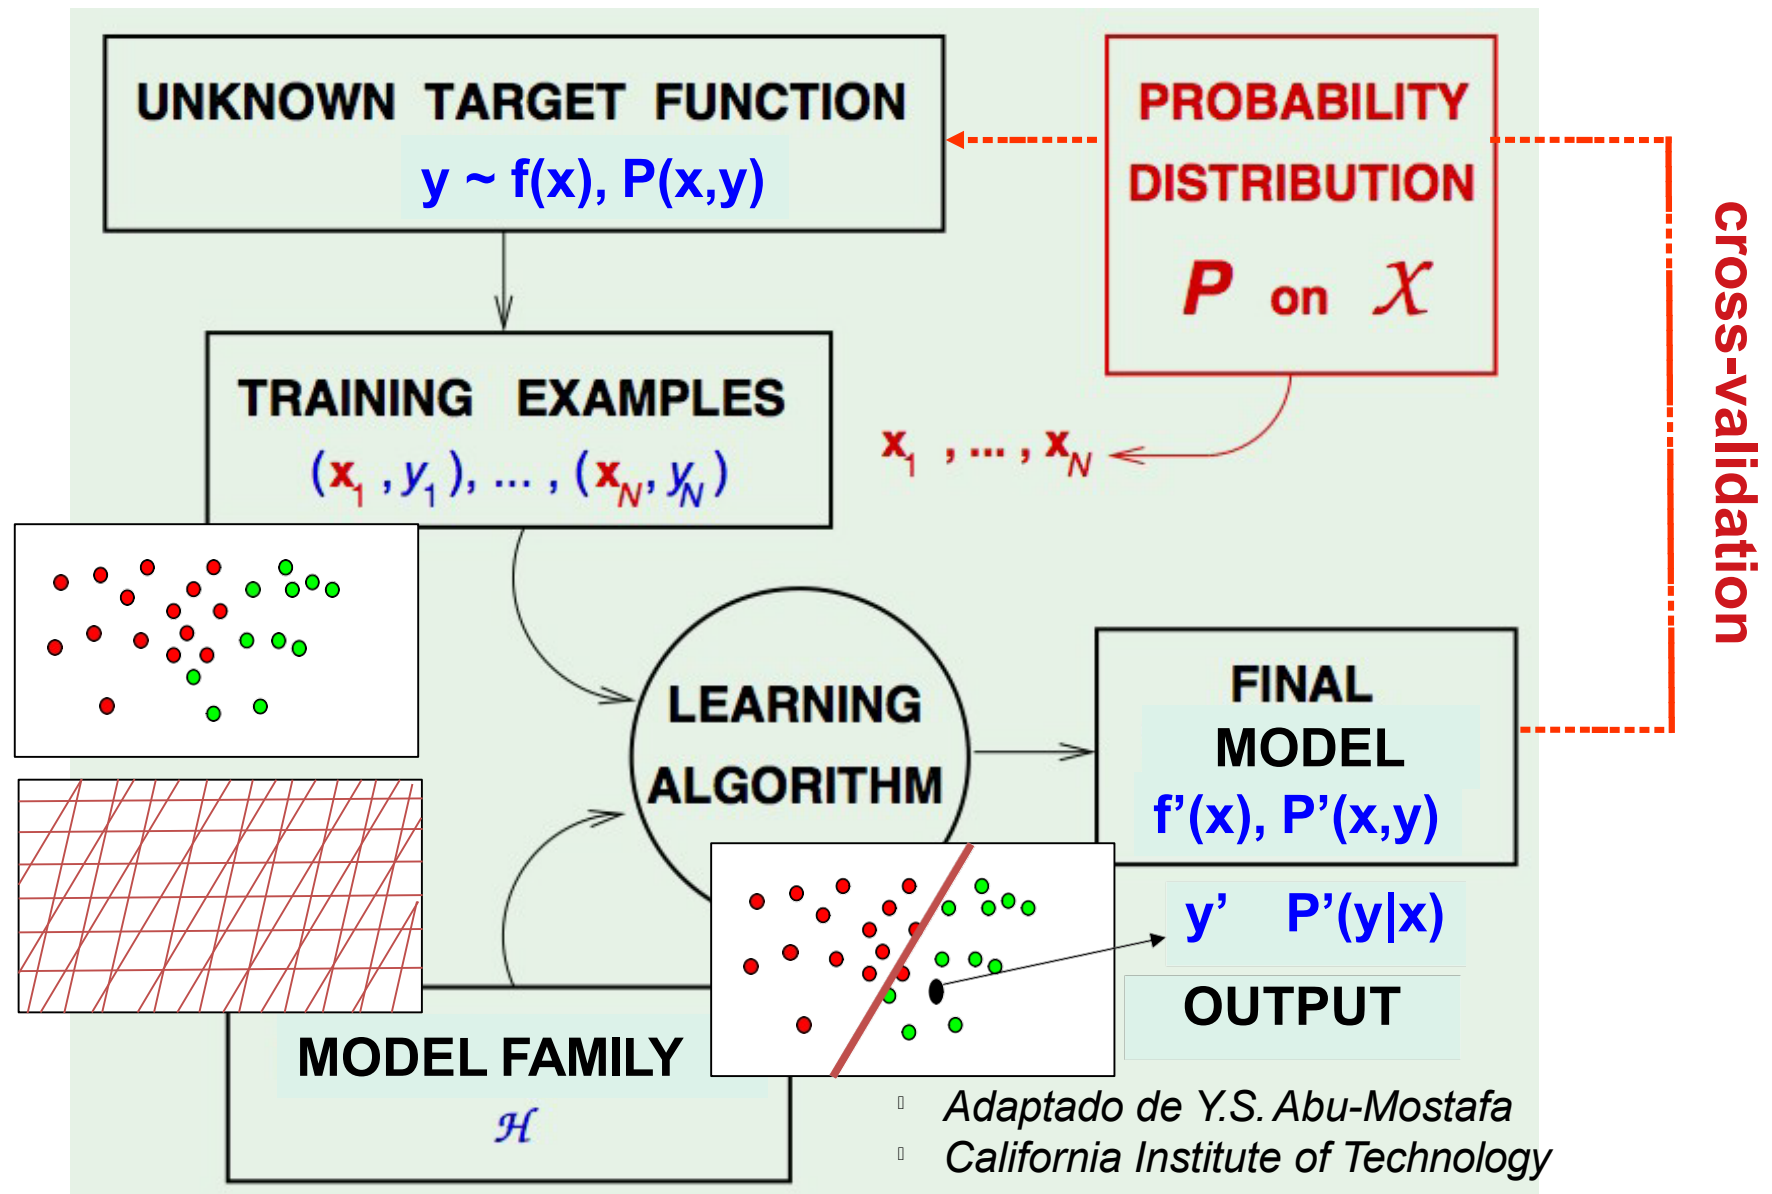 UNKNOWN TARGET FUNCTION
y ~ f(x), P(x,y)
PROBABILITY
DISTRIBUTION
P on X
cross-validation
TRAINING EXAMPLES
(x1 , y1), ... , (xN, yN)
x1 , ... , xN
LEARNING
ALGORITHM
FINAL
MODEL
f’(x), P’(x,y)
y’ P’(y|x)
OUTPUT
MODEL FAMILY
H
Adaptado de Y.S. Abu-Mostafa
California Institute of Technology